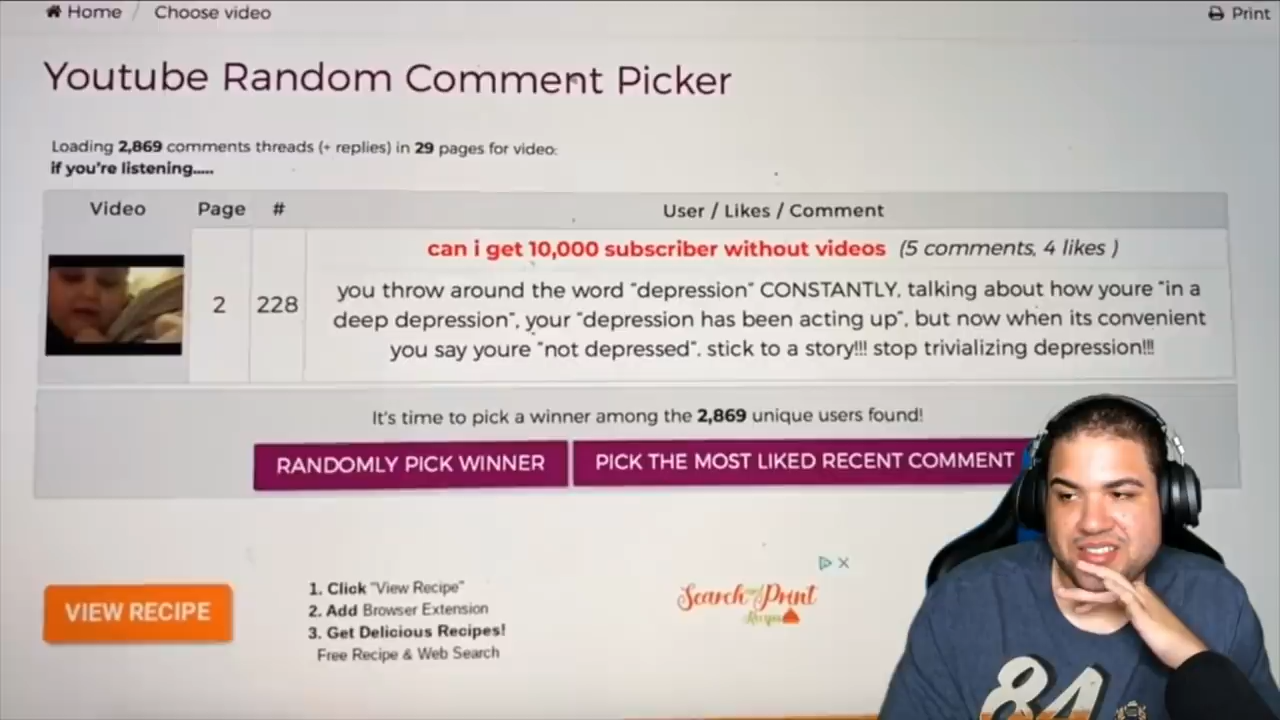 Home / Choose video
Print
Youtube Random Comment Picker
Loading 2,869 comments threads (+ replies) in 29 pages for video:
if you're listening.....
Video Page # User / Likes / Comment
can i get 10,000 subscriber without videos (5 comments, 4 likes )
2 228
you throw around the word "depression" CONSTANTLY, talking about how youre "in a
deep depression", your "depression has been acting up", but now when its convenient
you say youre "not depressed". stick to a story!!! stop trivializing depression!!!
It's time to pick a winner among the 2,869 unique users found!
RANDOMLY PICK WINNER
PICK THE MOST LIKED RECENT COMMENT
VIEW RECIPE
1. Click "View Recipe"
2. Add Browser Extension
3. Get Delicious Recipes!
Free Recipe & Web Search
Search Print
Recipes
84